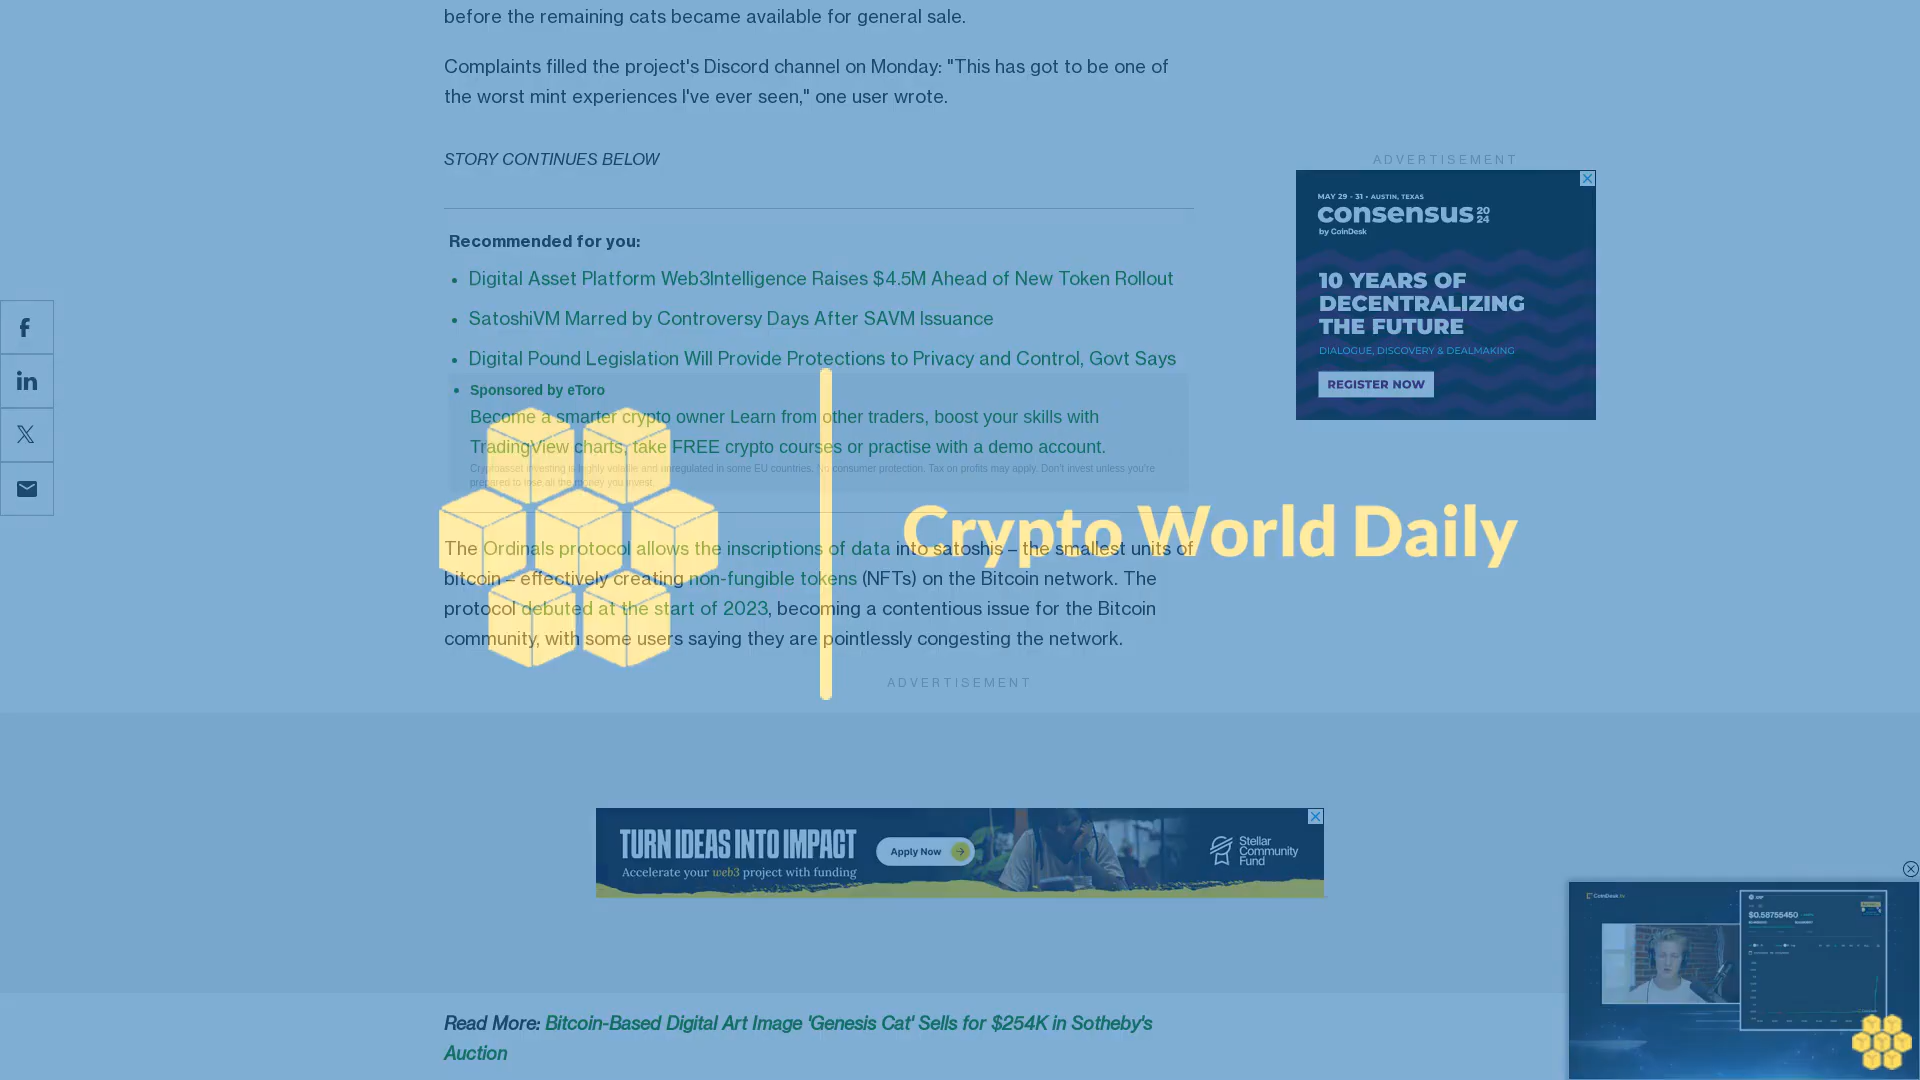 before the remaining cats became available for general sale.
Complaints filled the project's Discord channel on Monday: "This has got to be one of
the worst mint experiences I've ever seen," one user wrote.
STORY CONTINUES BELOW
Recommended for you:
• Digital Asset Platform Web3Intelligence Raises $4.5M Ahead of New Token Rollout
• SatoshiVM Marred by Controversy Days After SAVM Issuance
• Digital Pound Legislation Will Provide Protections to Privacy and Control, Govt Says
• Sponsored by eToro
Become a smarter crypto owner Learn from other traders, boost your skills with
TradingView charts, take FREE crypto courses or practise with a demo account.
Cryptoasset investing is highly volatile and unregulated in some EU countries. No consumer protection. Tax on profits may apply. Don't invest unless you're
prepared to lose all the money you invest.
The Ordinals protocol allows the inscriptions of data into satoshis – the smallest units of
bitcoin – effectively creating non-fungible tokens (NFTs) on the Bitcoin network. The
protocol debuted at the start of 2023, becoming a contentious issue for the Bitcoin
community, with some users saying they are pointlessly congesting the network.
Crypto World Daily
ADVERTISEMENT
MAY 29 - 31 • AUSTIN, TEXAS
consensus 2024
by CoinDesk
10 YEARS OF
DECENTRALIZING
THE FUTURE
DIALOGUE, DISCOVERY & DEALMAKING
REGISTER NOW
ADVERTISEMENT
TURN IDEAS INTO IMPACT
Accelerate your web3 project with funding
Apply Now
Stellar
Community
Fund
Read More: Bitcoin-Based Digital Art Image 'Genesis Cat' Sells for $254K in Sotheby's
Auction
CoinDesk
$0.58755450